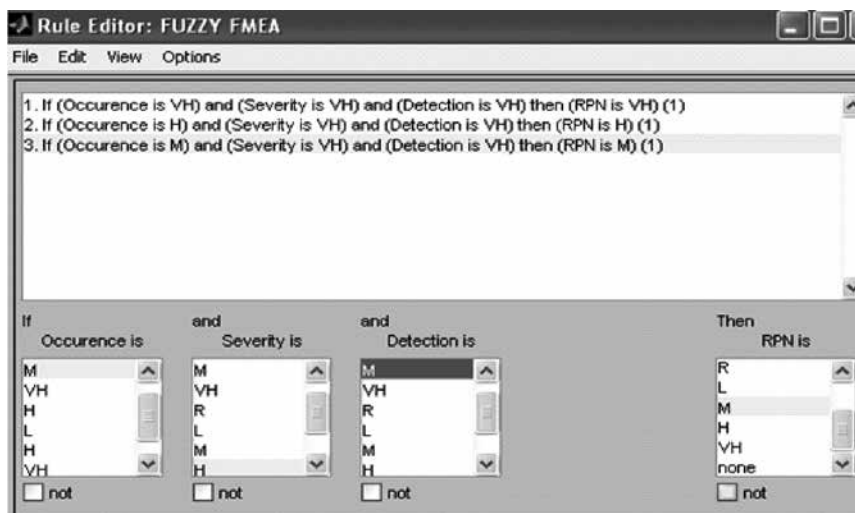 Rule Editor: FUZZY FMEA
File Edit View Options
1. If (Occurence is VH) and (Severity is VH) and (Detection is VH) then (RPN is VH) (1)
2. If (Occurence is H) and (Severity is VH) and (Detection is VH) then (RPN is H) (1)
3. If (Occurence is M) and (Severity is VH) and (Detection is VH) then (RPN is M) (1)
If and and Then
Occurence is Severity is Detection is RPN is
M M M R
VH VH VH L
H R R M
L L L H
H M M VH
VH H H none
not not not not